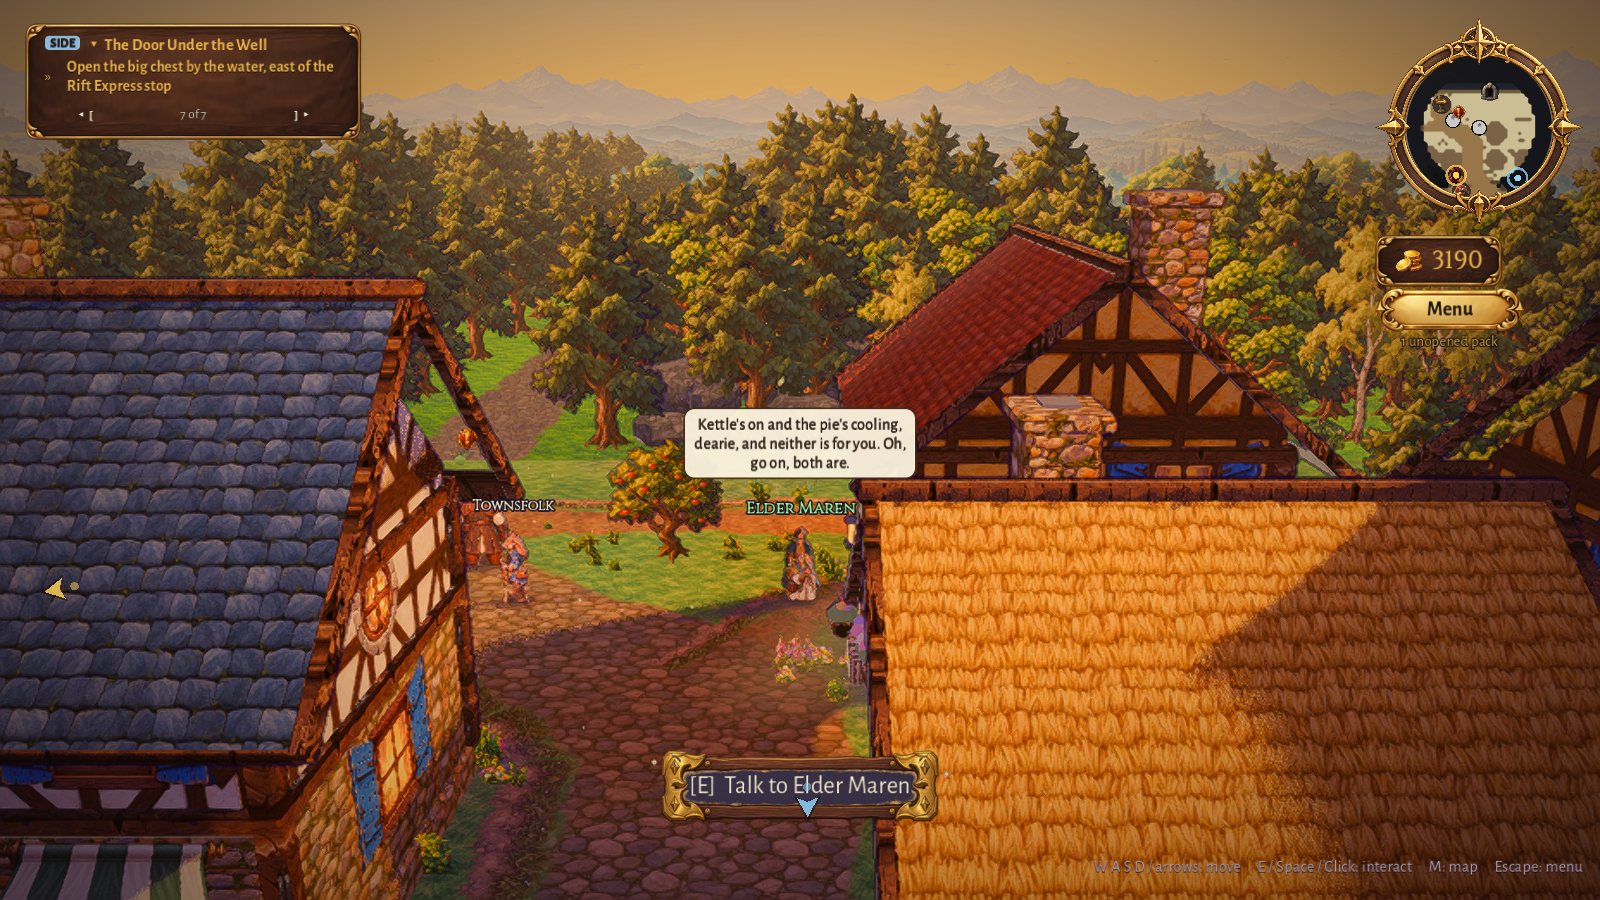 SIDE ▾ The Door Under the Well
» Open the big chest by the water, east of the
Rift Express stop
◂ [ 7 of 7 ] ▸
3190
Menu
1 unopened pack
Kettle's on and the pie's cooling,
dearie, and neither is for you. Oh,
go on, both are.
Townsfolk
Elder Maren
[E] Talk to Elder Maren
W A S D / arrows: move E / Space / Click: interact M: map Escape: menu